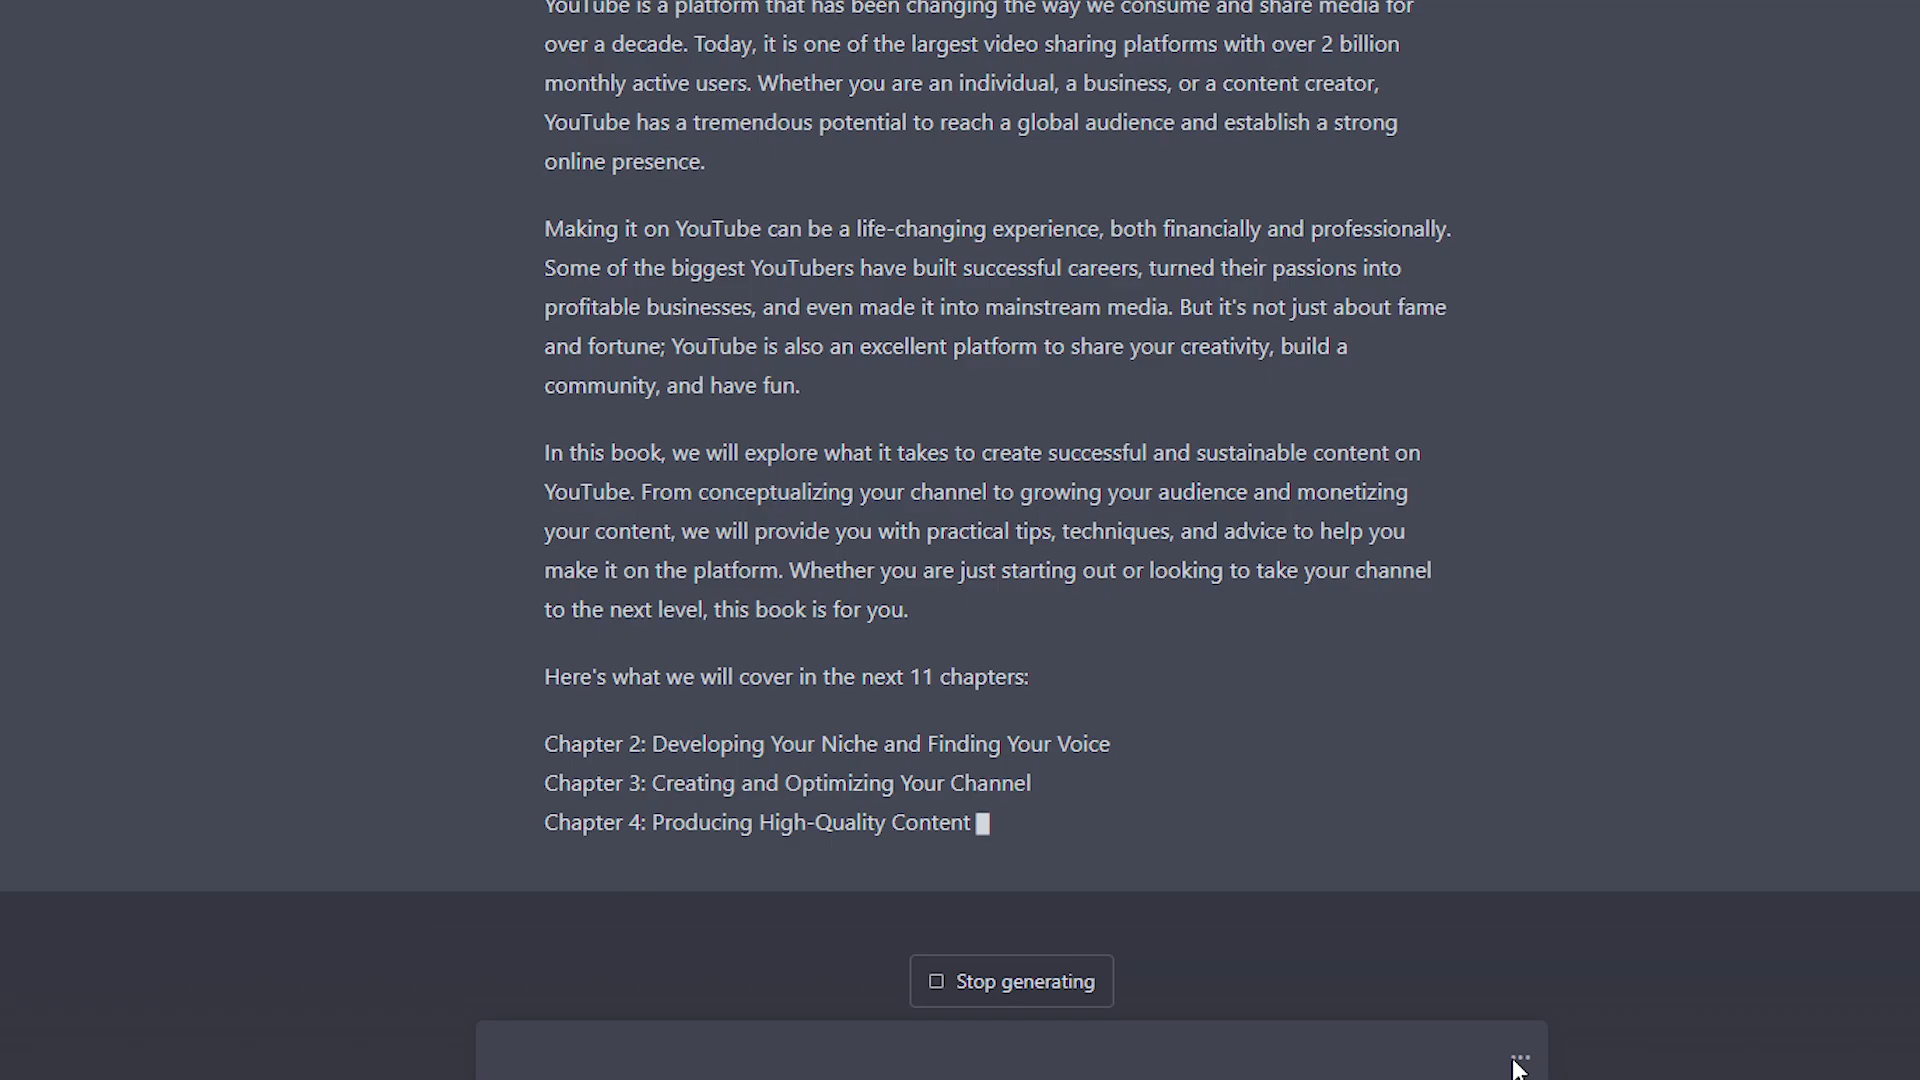 YouTube is a platform that has been changing the way we consume and share media for
over a decade. Today, it is one of the largest video sharing platforms with over 2 billion
monthly active users. Whether you are an individual, a business, or a content creator,
YouTube has a tremendous potential to reach a global audience and establish a strong
online presence.
Making it on YouTube can be a life-changing experience, both financially and professionally.
Some of the biggest YouTubers have built successful careers, turned their passions into
profitable businesses, and even made it into mainstream media. But it's not just about fame
and fortune; YouTube is also an excellent platform to share your creativity, build a
community, and have fun.
In this book, we will explore what it takes to create successful and sustainable content on
YouTube. From conceptualizing your channel to growing your audience and monetizing
your content, we will provide you with practical tips, techniques, and advice to help you
make it on the platform. Whether you are just starting out or looking to take your channel
to the next level, this book is for you.
Here's what we will cover in the next 11 chapters:
Chapter 2: Developing Your Niche and Finding Your Voice
Chapter 3: Creating and Optimizing Your Channel
Chapter 4: Producing High-Quality Content
Stop generating